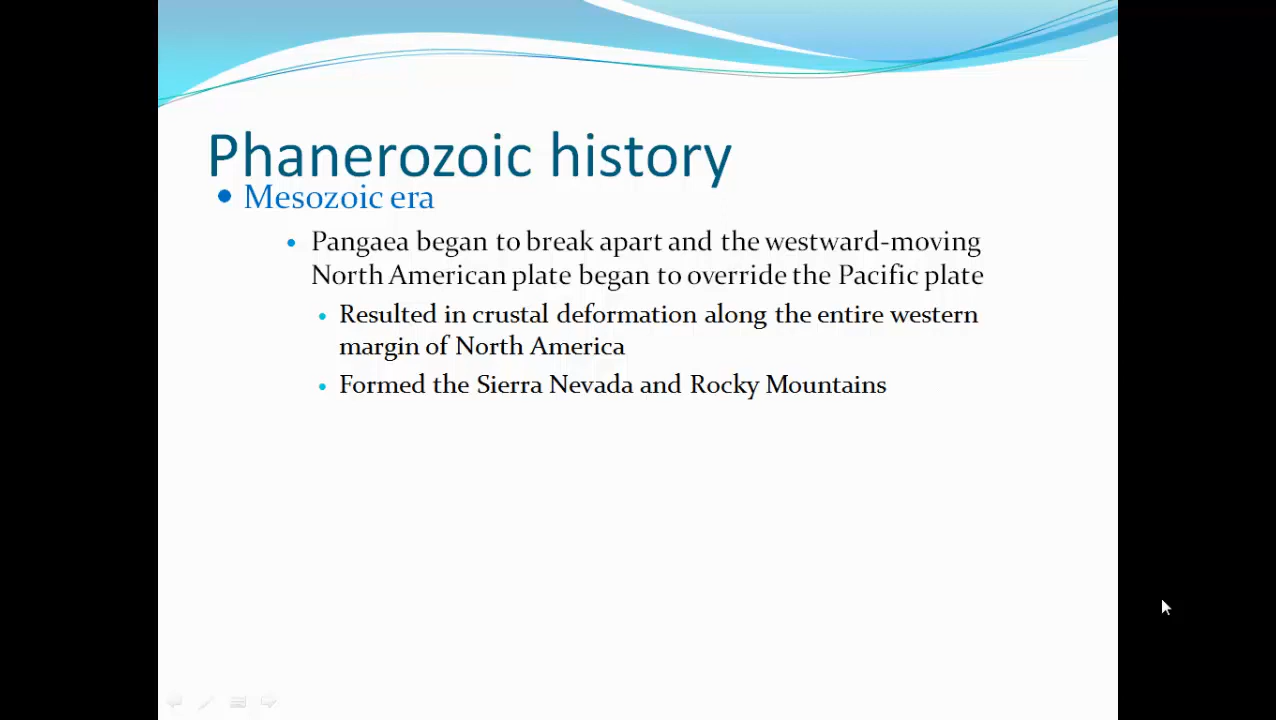 Phanerozoic history
• Mesozoic era
• Pangaea began to break apart and the westward-moving
North American plate began to override the Pacific plate
• Resulted in crustal deformation along the entire western
margin of North America
• Formed the Sierra Nevada and Rocky Mountains